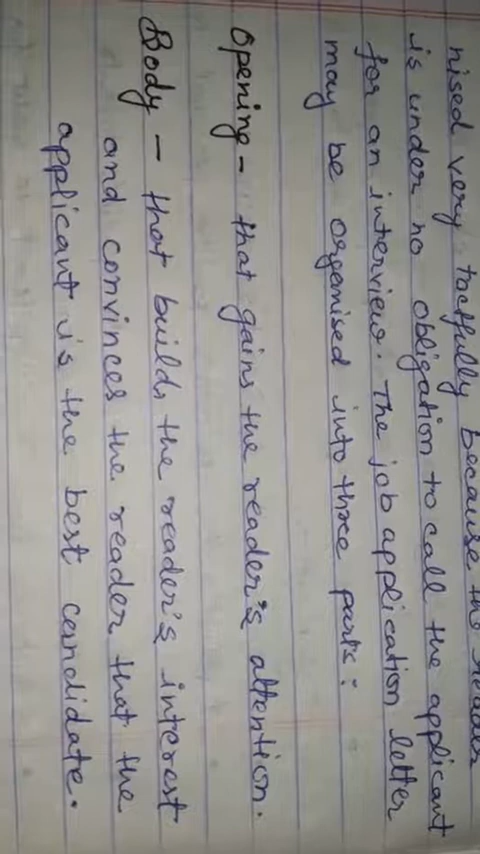 nised very tactfully because the reader
is under no obligation to call the applicant
for an interview. The job application letter
may be organised into three parts:
Opening - that gains the reader's attention.
Body - that builds the reader's interest
and convinces the reader that the
applicant is the best candidate.